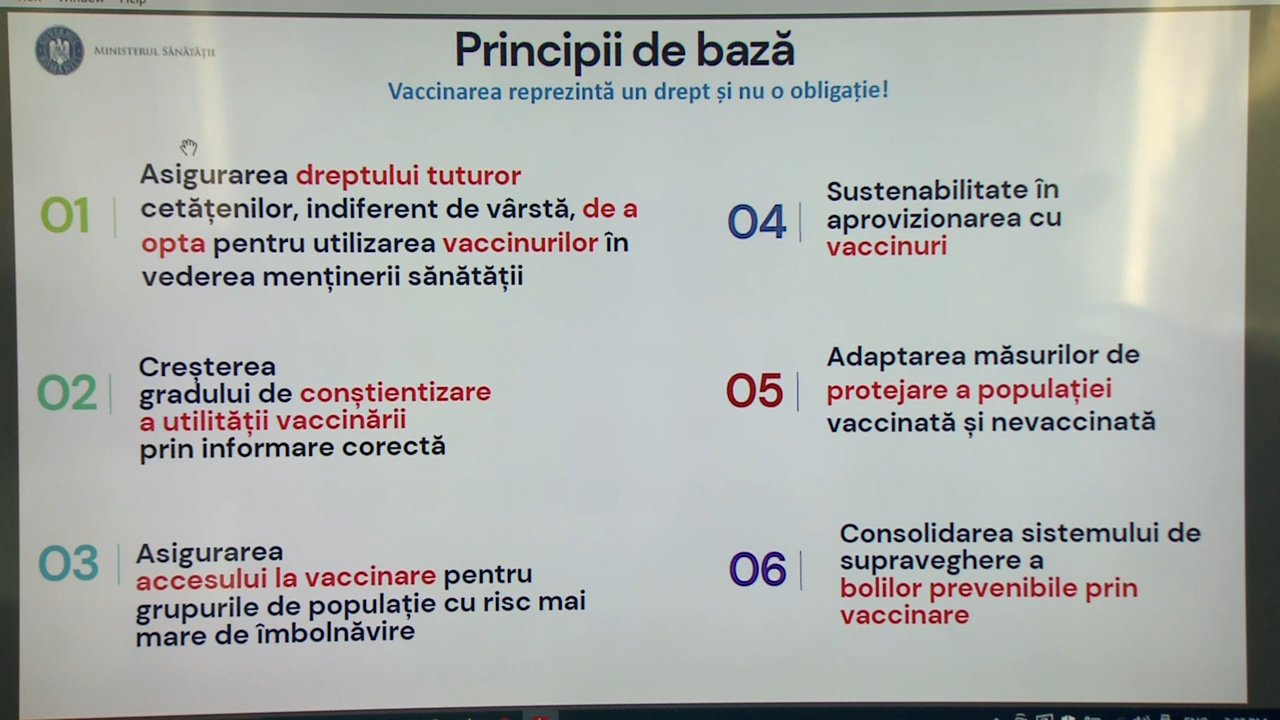 MINISTERUL SĂNĂTĂȚII
Principii de bază
Vaccinarea reprezintă un drept și nu o obligație!
01
Asigurarea dreptului tuturor
cetățenilor, indiferent de vârstă, de a
opta pentru utilizarea vaccinurilor în
vederea menținerii sănătății
02
Creșterea
gradului de conștientizare
a utilității vaccinării
prin informare corectă
03
Asigurarea
accesului la vaccinare pentru
grupurile de populație cu risc mai
mare de îmbolnăvire
04
Sustenabilitate în
aprovizionarea cu
vaccinuri
05
Adaptarea măsurilor de
protejare a populației
vaccinată și nevaccinată
06
Consolidarea sistemului de
supraveghere a
bolilor prevenibile prin
vaccinare